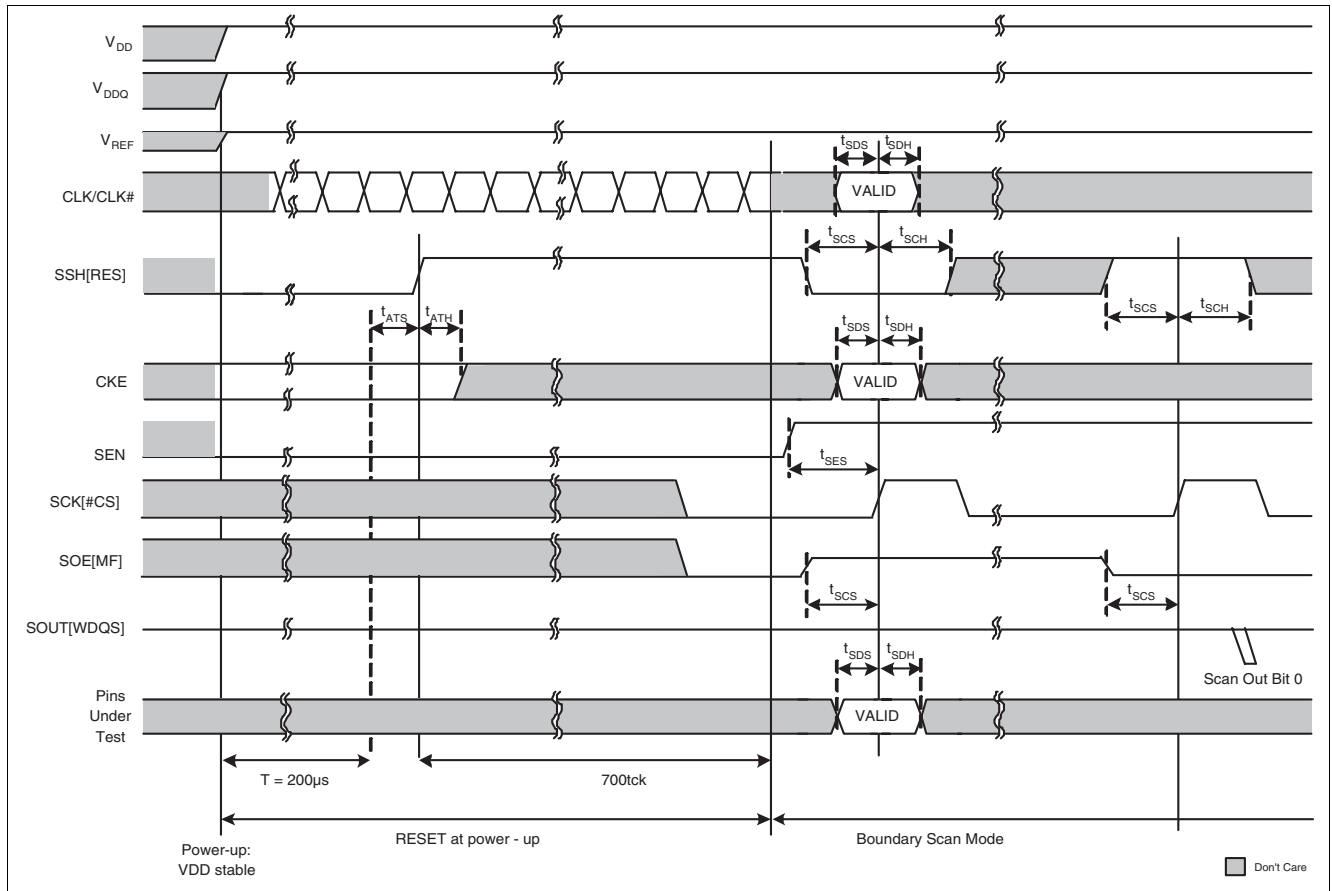 VDD
VDDQ
VREF
tSDS tSDH
CLK/CLK# VALID
tSCS tSCH
SSH[RES]
tSCS tSCH
tATS tATH
tSDS tSDH
CKE VALID
SEN
tSES
SCK[#CS]
SOE[MF]
tSCS tSCS
SOUT[WDQS]
tSDS tSDH
Scan Out Bit 0
Pins
Under
Test
VALID
T = 200µs 700tck
RESET at power - up Boundary Scan Mode
Power-up:
VDD stable
Don't Care